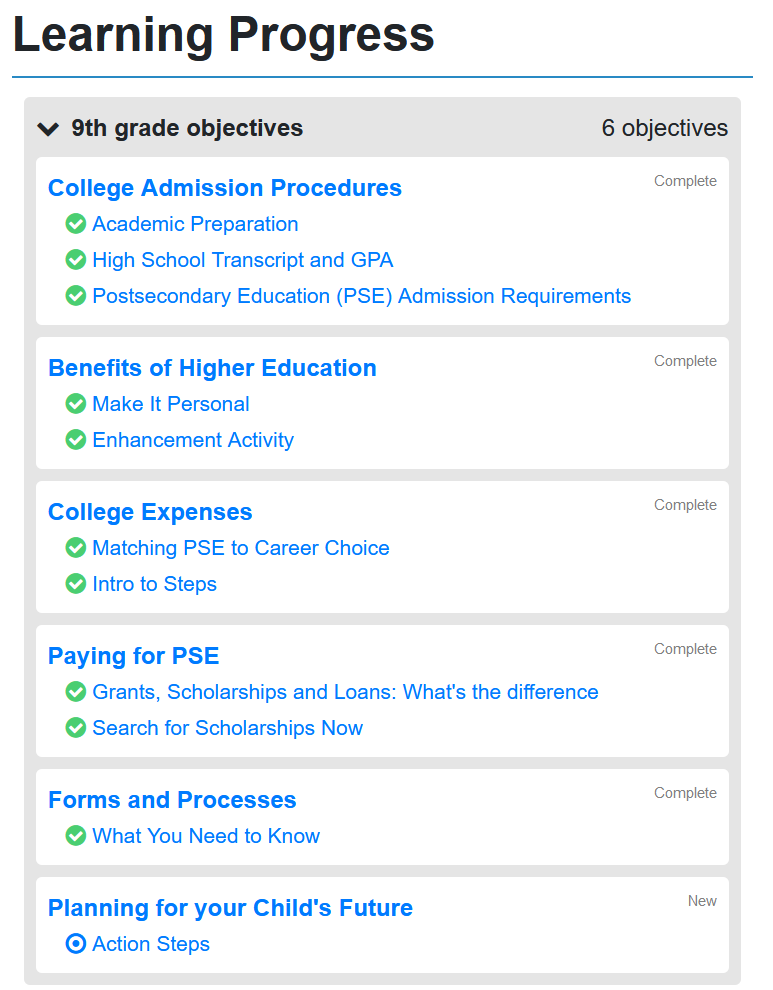 Learning Progress
9th grade objectives 6 objectives
College Admission Procedures Complete
Academic Preparation
High School Transcript and GPA
Postsecondary Education (PSE) Admission Requirements
Benefits of Higher Education Complete
Make It Personal
Enhancement Activity
College Expenses Complete
Matching PSE to Career Choice
Intro to Steps
Paying for PSE Complete
Grants, Scholarships and Loans: What's the difference
Search for Scholarships Now
Forms and Processes Complete
What You Need to Know
Planning for your Child's Future New
Action Steps